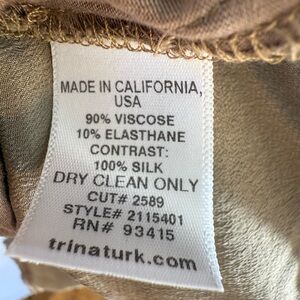 MADE IN CALIFORNIA,
USA
90% VISCOSE
10% ELASTHANE
CONTRAST:
100% SILK
DRY CLEAN ONLY
CUT# 2589
STYLE# 2115401
RN# 93415
trinaturk.com